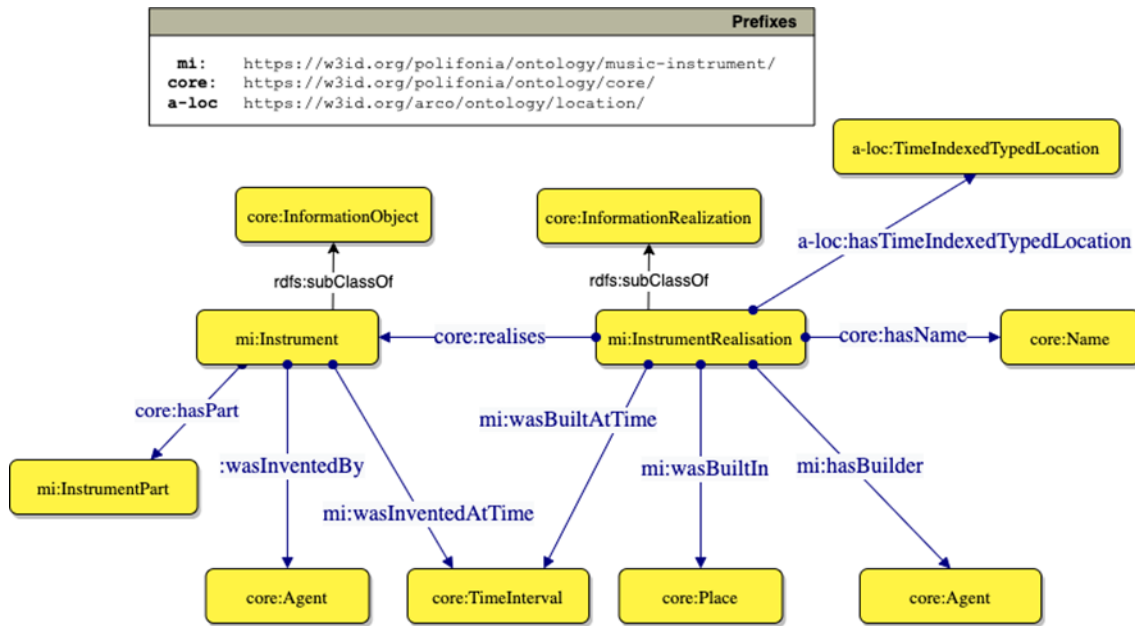 Prefixes
mi: https://w3id.org/polifonia/ontology/music-instrument/
core: https://w3id.org/polifonia/ontology/core/
a-loc https://w3id.org/arco/ontology/location/
a-loc:TimeIndexedTypedLocation
core:InformationObject
core:InformationRealization
a-loc:hasTimeIndexedTypedLocation
rdfs:subClassOf
rdfs:subClassOf
mi:Instrument
core:realises
mi:InstrumentRealisation
core:hasName
core:Name
core:hasPart
mi:wasBuiltAtTime
:wasInventedBy
mi:wasBuiltIn
mi:hasBuilder
mi:InstrumentPart
mi:wasInventedAtTime
core:Agent
core:TimeInterval
core:Place
core:Agent